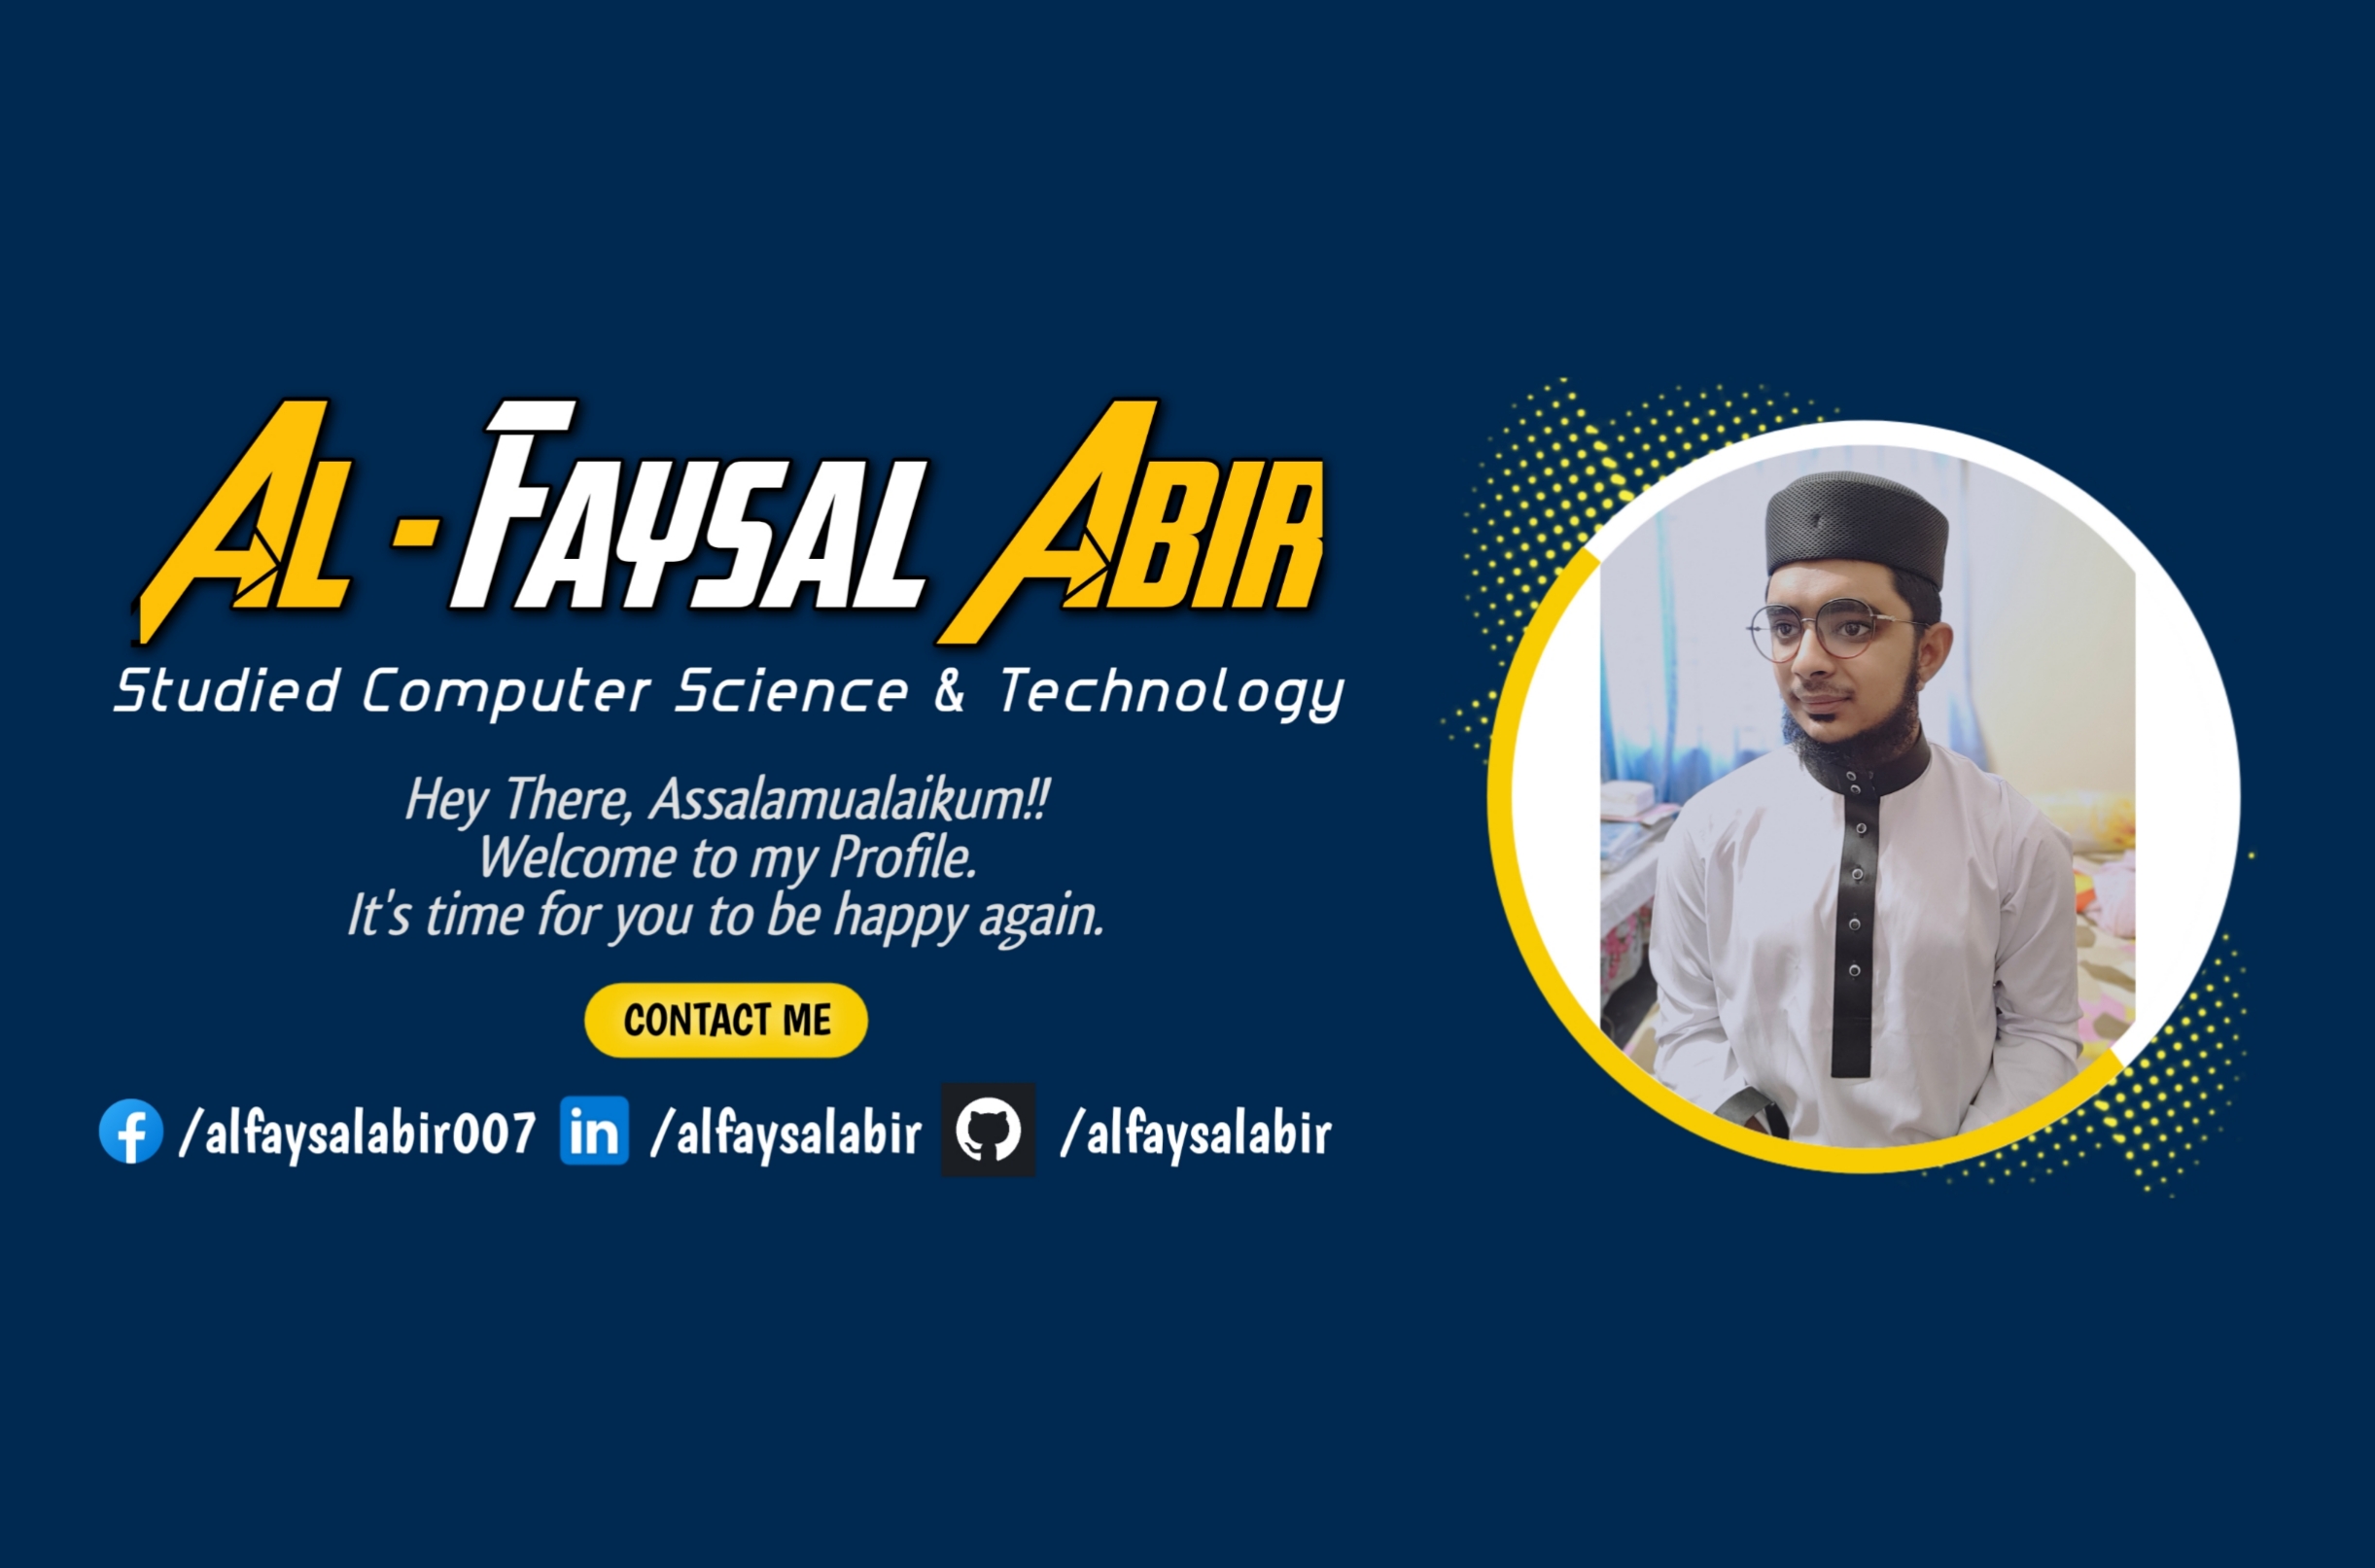 AL - FAYSAL ABIR
Studied Computer Science & Technology
Hey There, Assalamualaikum!!
Welcome to my Profile.
It's time for you to be happy again.
CONTACT ME
/alfaysalabir007 in /alfaysalabir /alfaysalabir